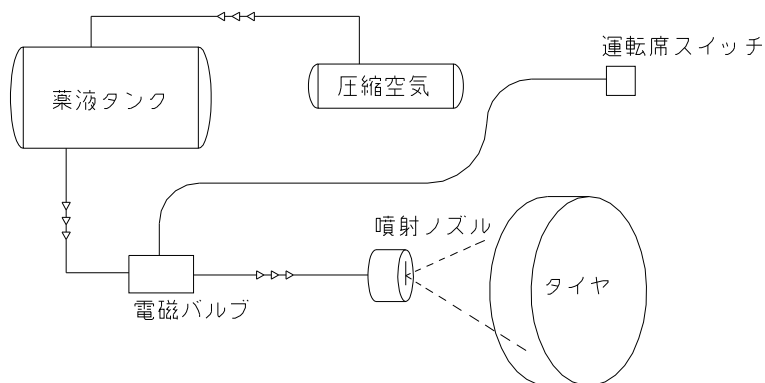 運転席スイッチ
圧縮空気
薬液タンク
噴射ノズル
タイヤ
電磁バルブ